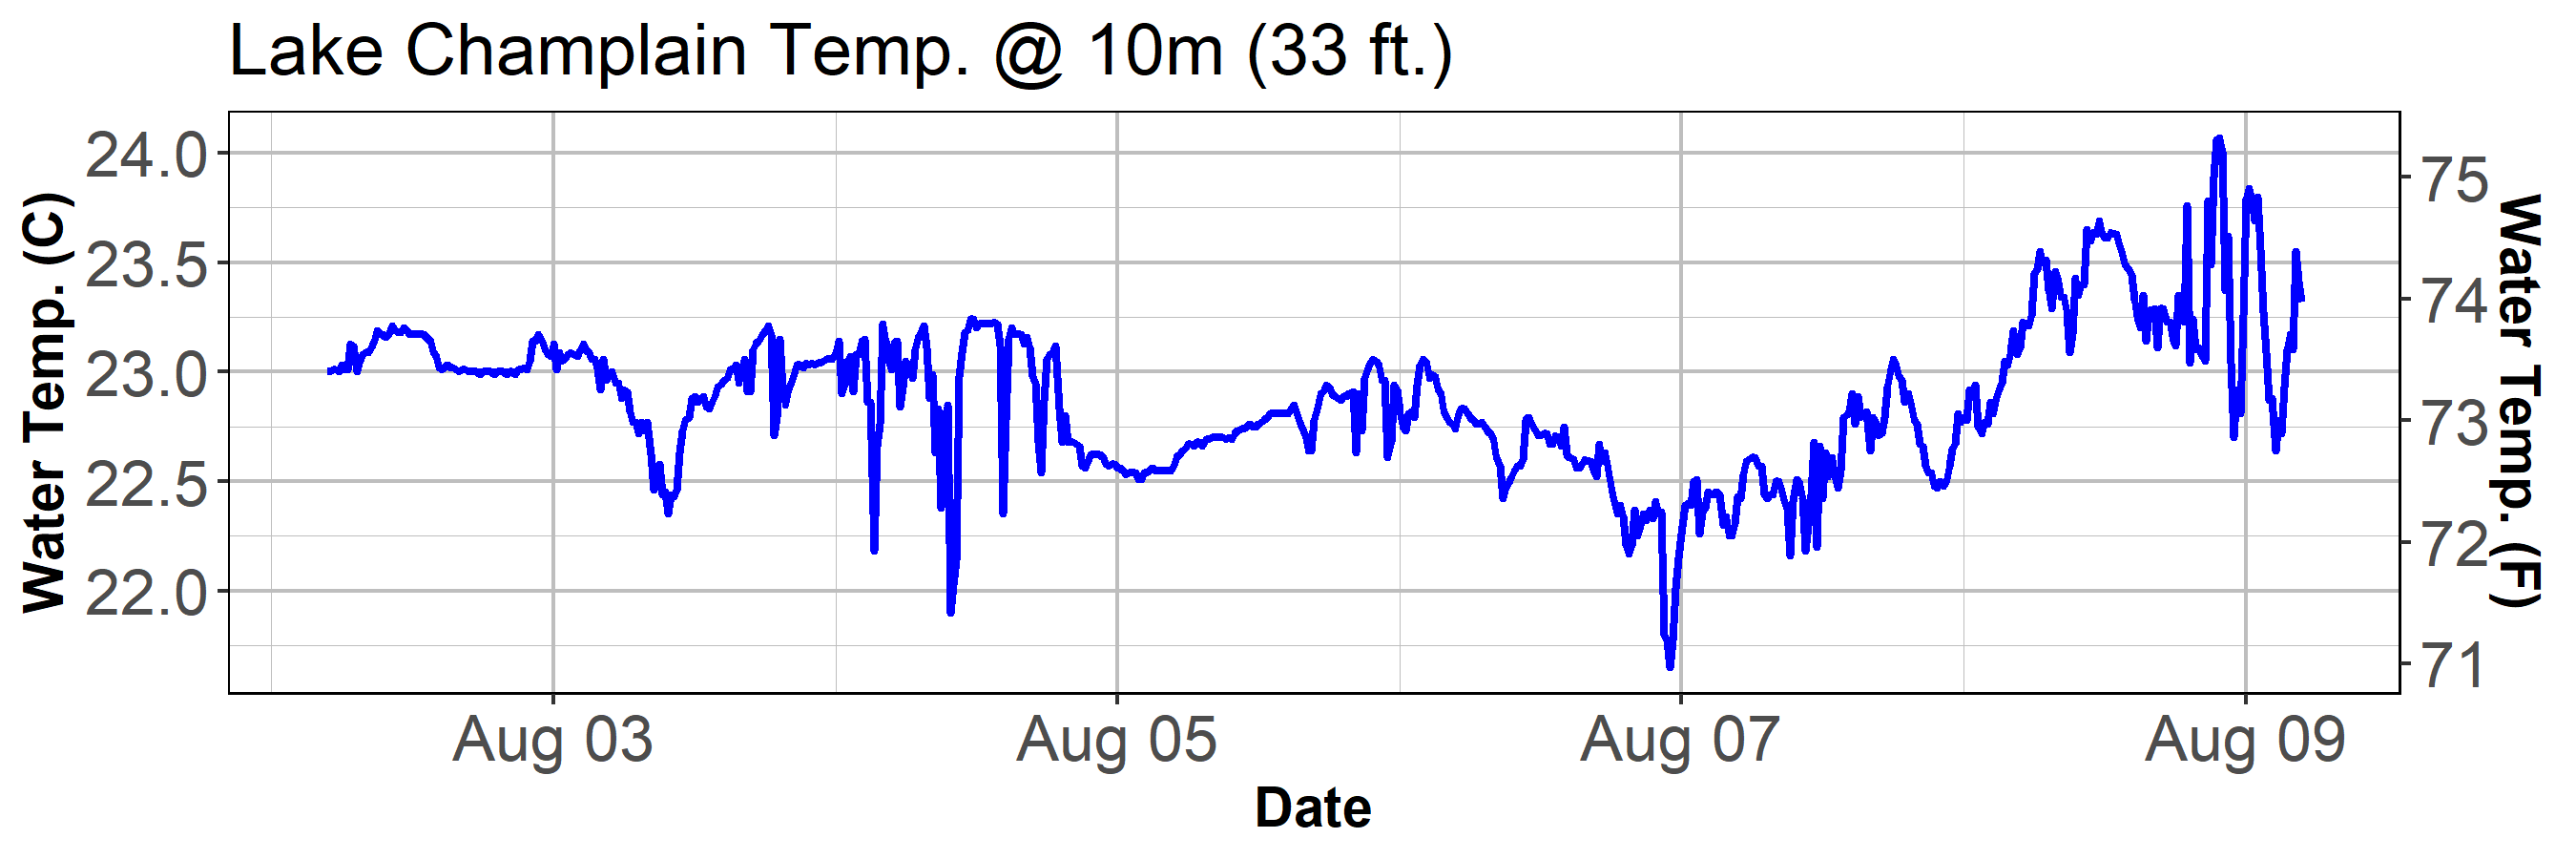 Lake Champlain Temp. @ 10m (33 ft.)
Water Temp. (C)
24.0
23.5
23.0
22.5
22.0
75
74
73
72
71
Water Temp. (F)
Aug 03 Aug 05 Aug 07 Aug 09
Date